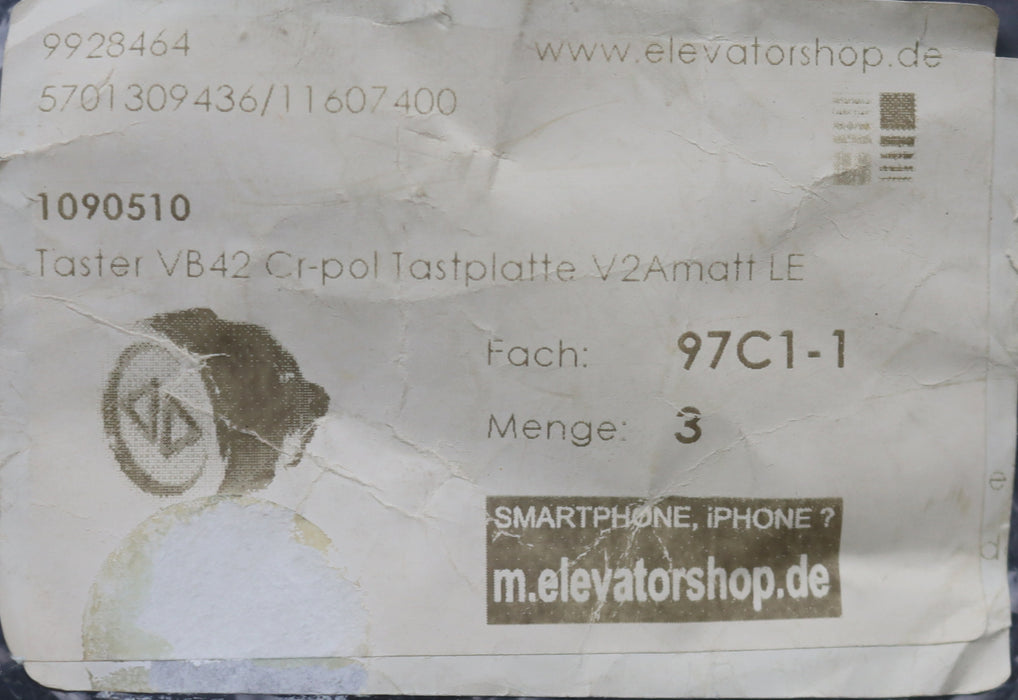 9928464
www.elevatorshop.de
5701309436/11607400
1090510
Taster VB42 Cr-pol Tastplatte V2Amatt LE
Fach: 97C1-1
Menge: 3
SMARTPHONE, iPHONE ?
m.elevatorshop.de